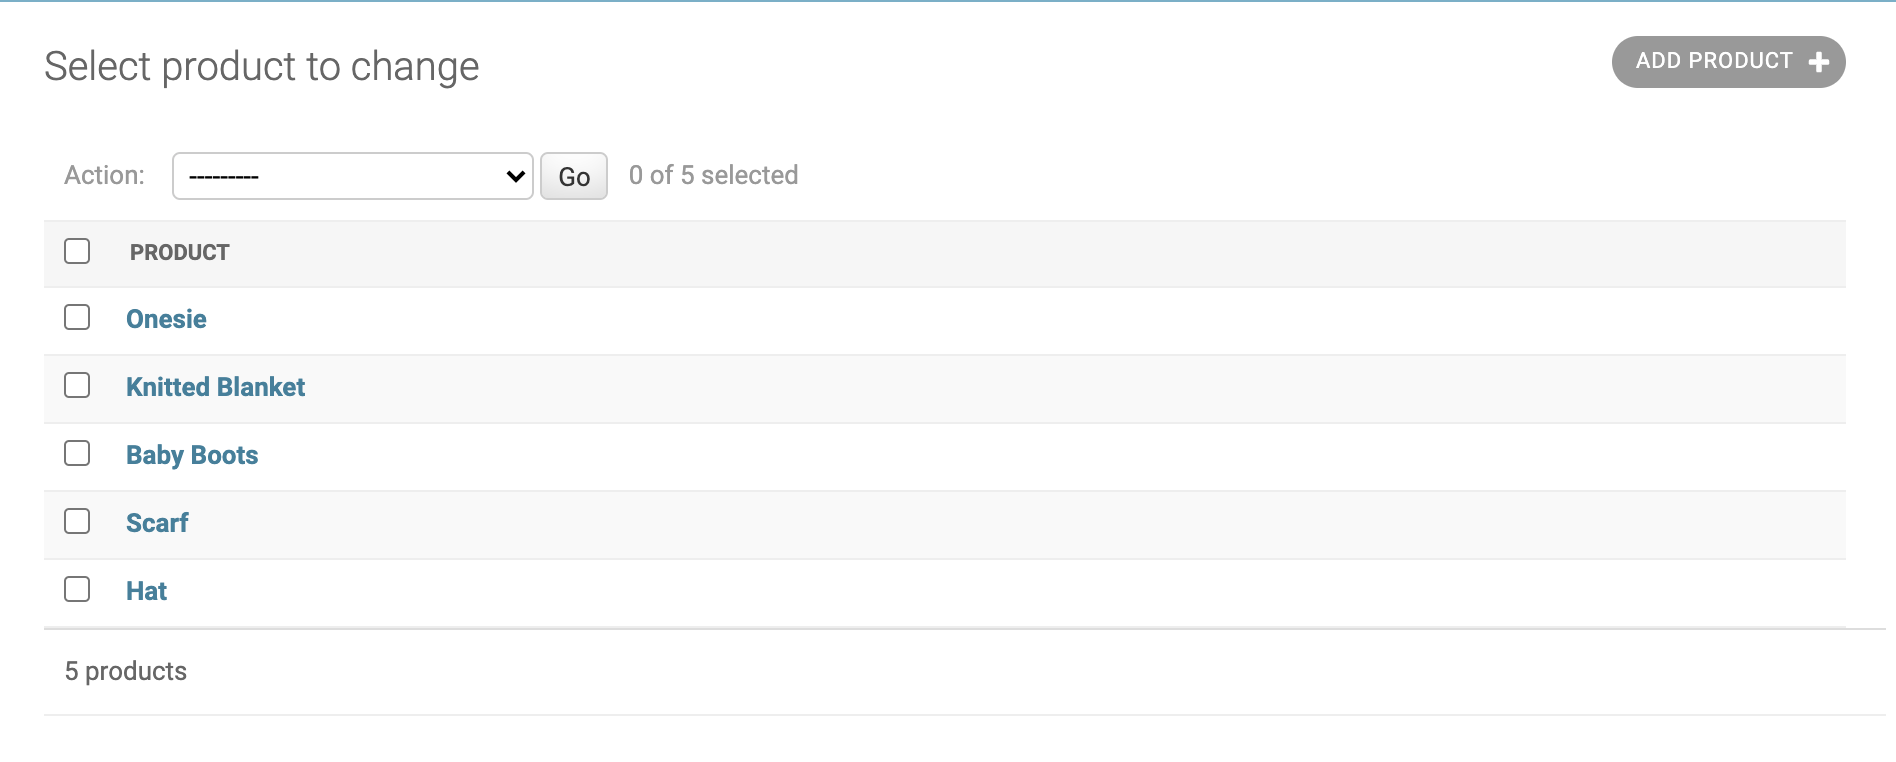 Select product to change
ADD PRODUCT
Action: --------- Go 0 of 5 selected
PRODUCT
Onesie
Knitted Blanket
Baby Boots
Scarf
Hat
5 products